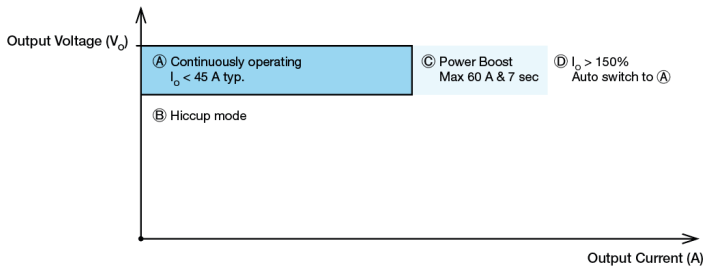 Output Voltage (VO)
Ⓐ Continuously operating
IO < 45 A typ.
Ⓒ Power Boost
Max 60 A & 7 sec
Ⓓ IO > 150%
Auto switch to Ⓐ
Ⓑ Hiccup mode
Output Current (A)